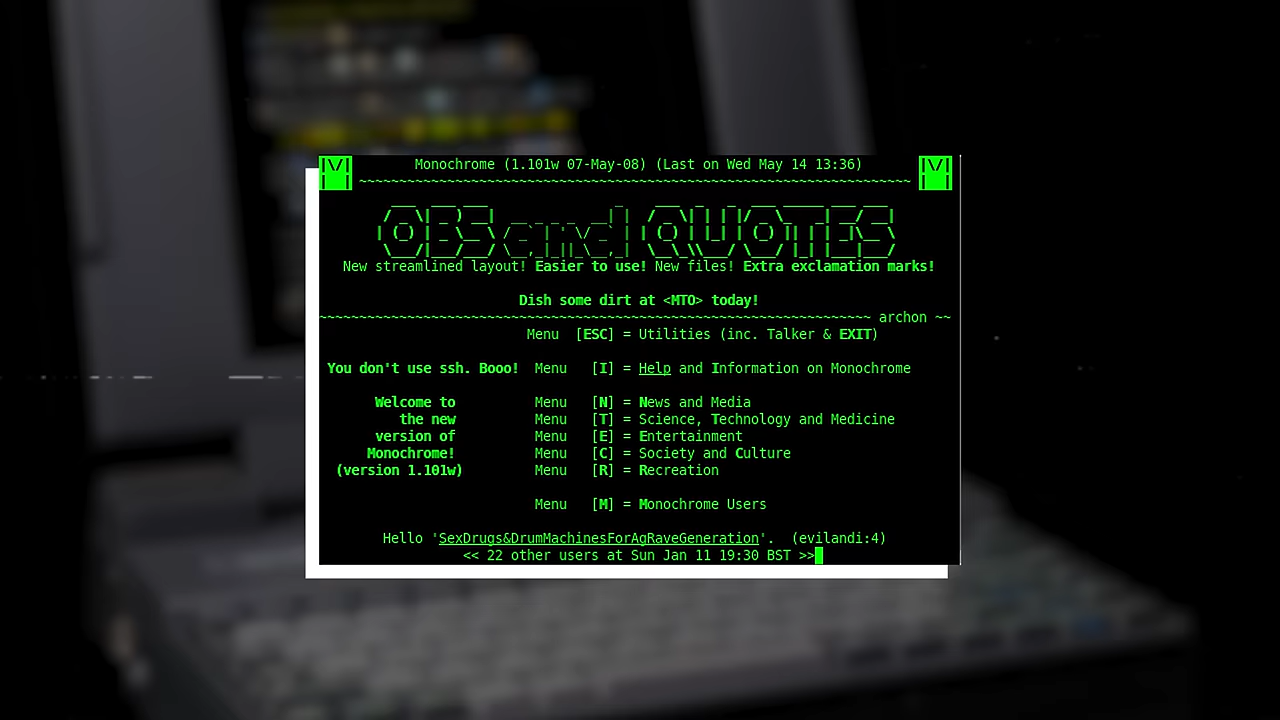 Monochrome (1.101w 07-May-08) (Last on Wed May 14 13:36)
OBS and QUOTES
New streamlined layout! Easier to use! New files! Extra exclamation marks!
Dish some dirt at <MTO> today!
archon
Menu [ESC] = Utilities (inc. Talker & EXIT)
You don't use ssh. Booo! Menu [I] = Help and Information on Monochrome
Welcome to Menu [N] = News and Media
the new Menu [T] = Science, Technology and Medicine
version of Menu [E] = Entertainment
Monochrome! Menu [C] = Society and Culture
(version 1.101w) Menu [R] = Recreation
Menu [M] = Monochrome Users
Hello 'SexDrugs&DrumMachinesForAgRaveGeneration'. (evilandi:4)
<< 22 other users at Sun Jan 11 19:30 BST >>